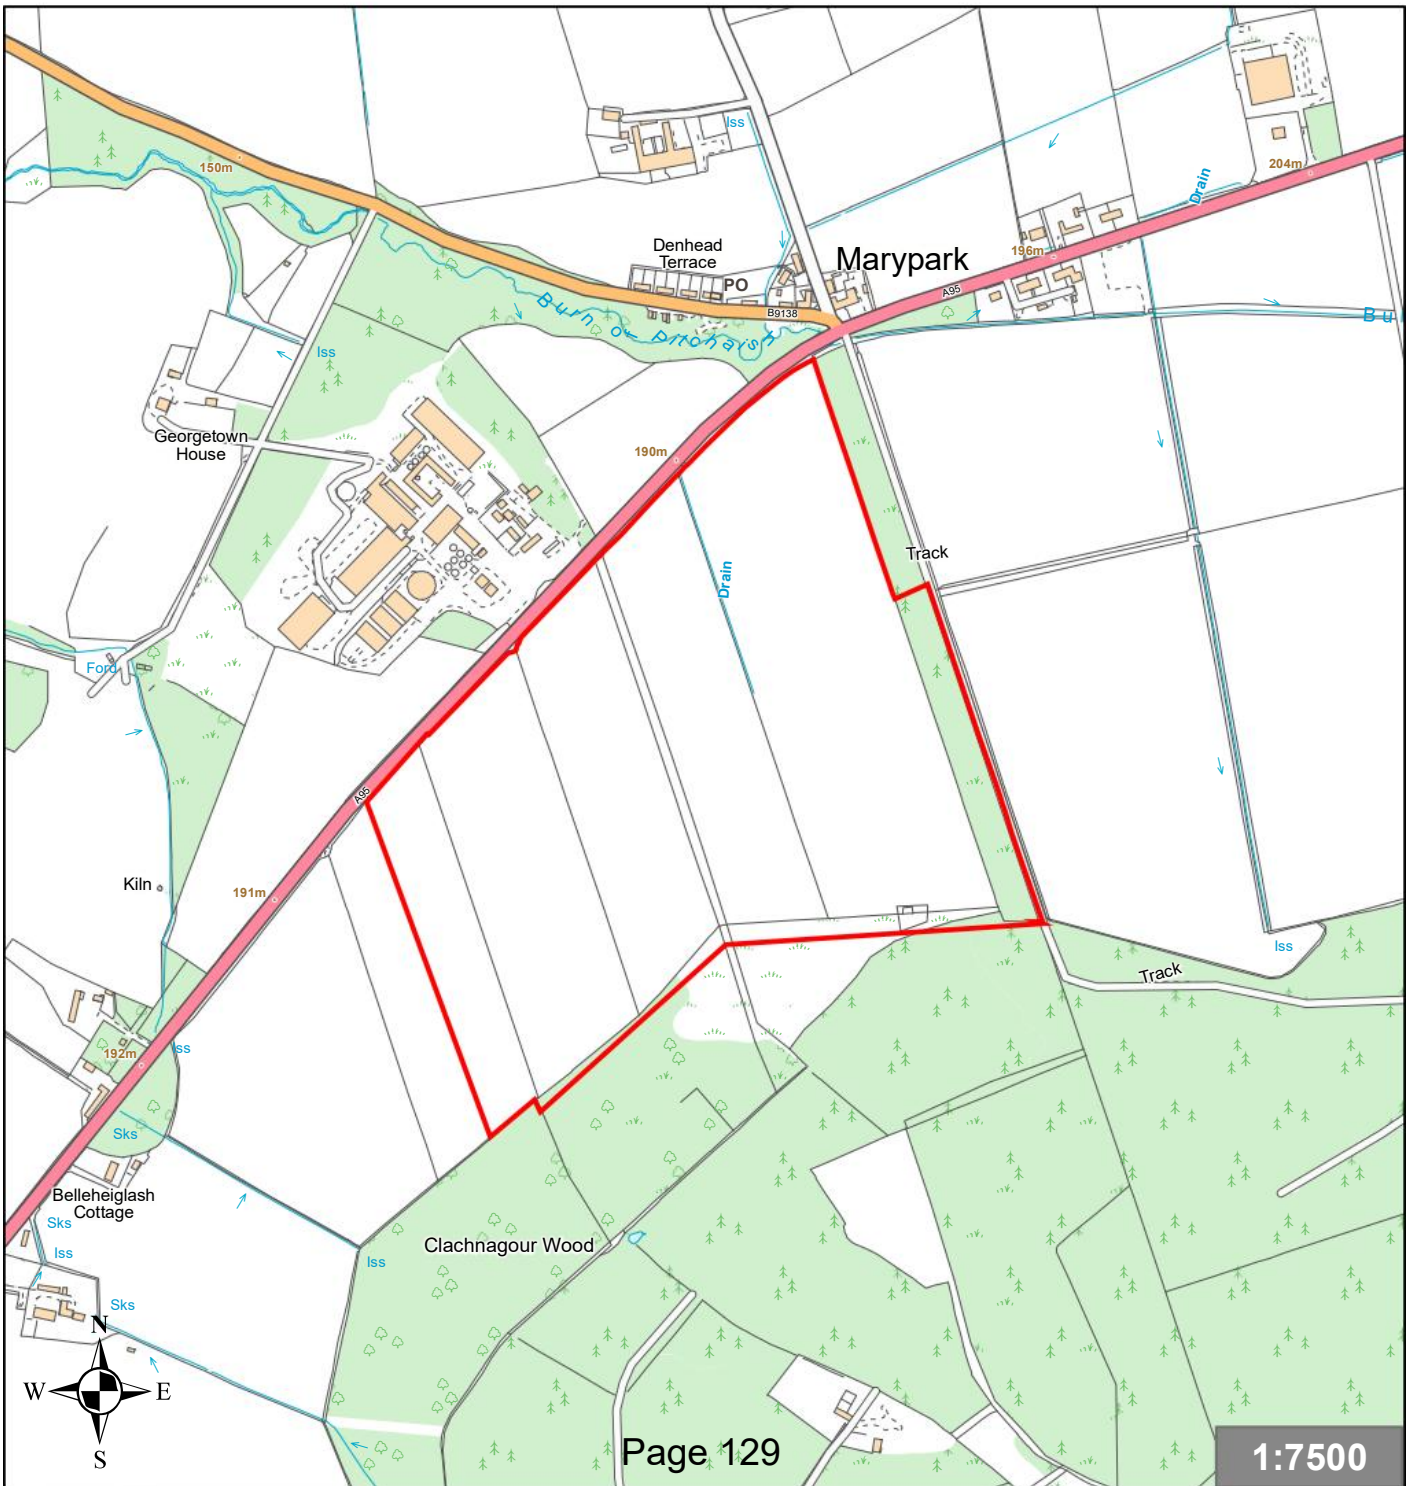 150m
Iss
Drain
204m
Denhead
Terrace
PO
Marypark
196m
A95
B9138
Burn of Pitchaish
Bu
Iss
Georgetown
House
190m
Track
Drain
Ford
A95
Kiln
191m
Iss
Track
192m
Iss
Sks
Belleheiglash
Cottage
Sks
Iss
Clachnagour Wood
Iss
Sks
N
W E
S
Page 129
1:7500